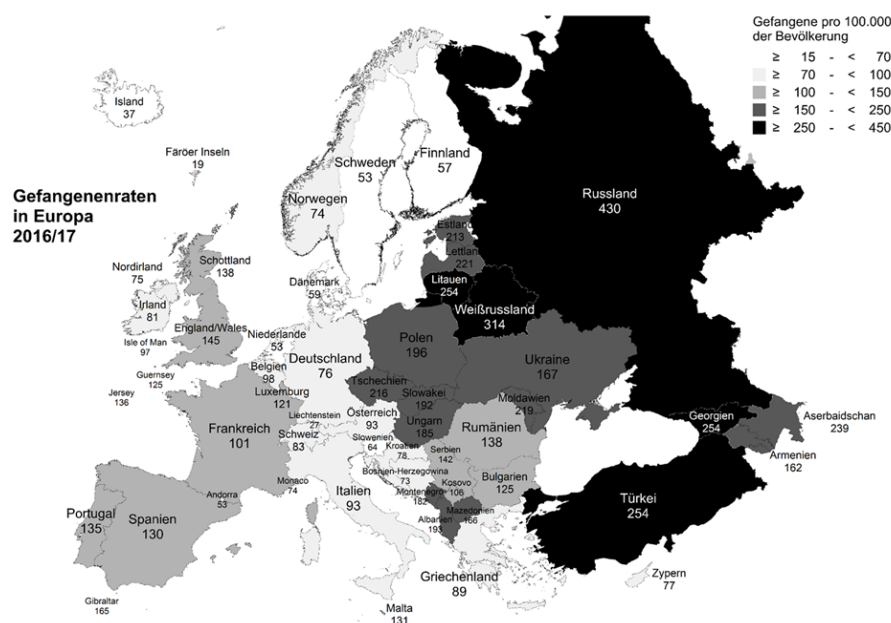 Gefangene pro 100.000
der Bevölkerung
≥ 15 - < 70
≥ 70 - < 100
≥ 100 - < 150
≥ 150 - < 250
≥ 250 - < 450
Gefangenenraten
in Europa
2016/17
Island
37
Färöer Inseln
19
Schweden
53
Finnland
57
Norwegen
74
Russland
430
Estland
213
Lettland
221
Schottland
138
Nordirland
75
Dänemark
59
Litauen
254
Irland
81
Weißrussland
314
England/Wales
145
Niederlande
53
Isle of Man
97
Polen
196
Deutschland
76
Ukraine
167
Belgien
98
Guernsey
125
Tschechien
216
Jersey
136
Luxemburg
121
Slowakei
192
Moldawien
219
Liechtenstein
27
Österreich
93
Ungarn
185
Rumänien
138
Georgien
254
Aserbaidschan
239
Frankreich
101
Schweiz
83
Slowenien
64
Kroatien
78
Serbien
142
Armenien
162
Bosnien-Herzegowina
73
Bulgarien
125
Monaco
74
Kosovo
106
Andorra
53
Italien
93
Montenegro
182
Türkei
254
Portugal
135
Spanien
130
Mazedonien
166
Albanien
193
Griechenland
89
Zypern
77
Gibraltar
165
Malta
131